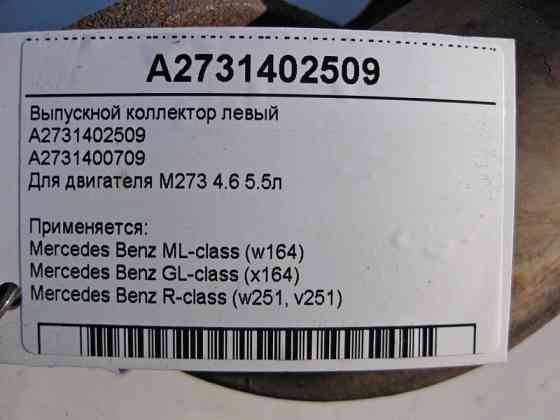 A2731402509
Выпускной коллектор левый
A2731402509
A2731400709
Для двигателя М273 4.6 5.5л
Применяется:
Mercedes Benz ML-class (w164)
Mercedes Benz GL-class (x164)
Mercedes Benz R-class (w251, v251)